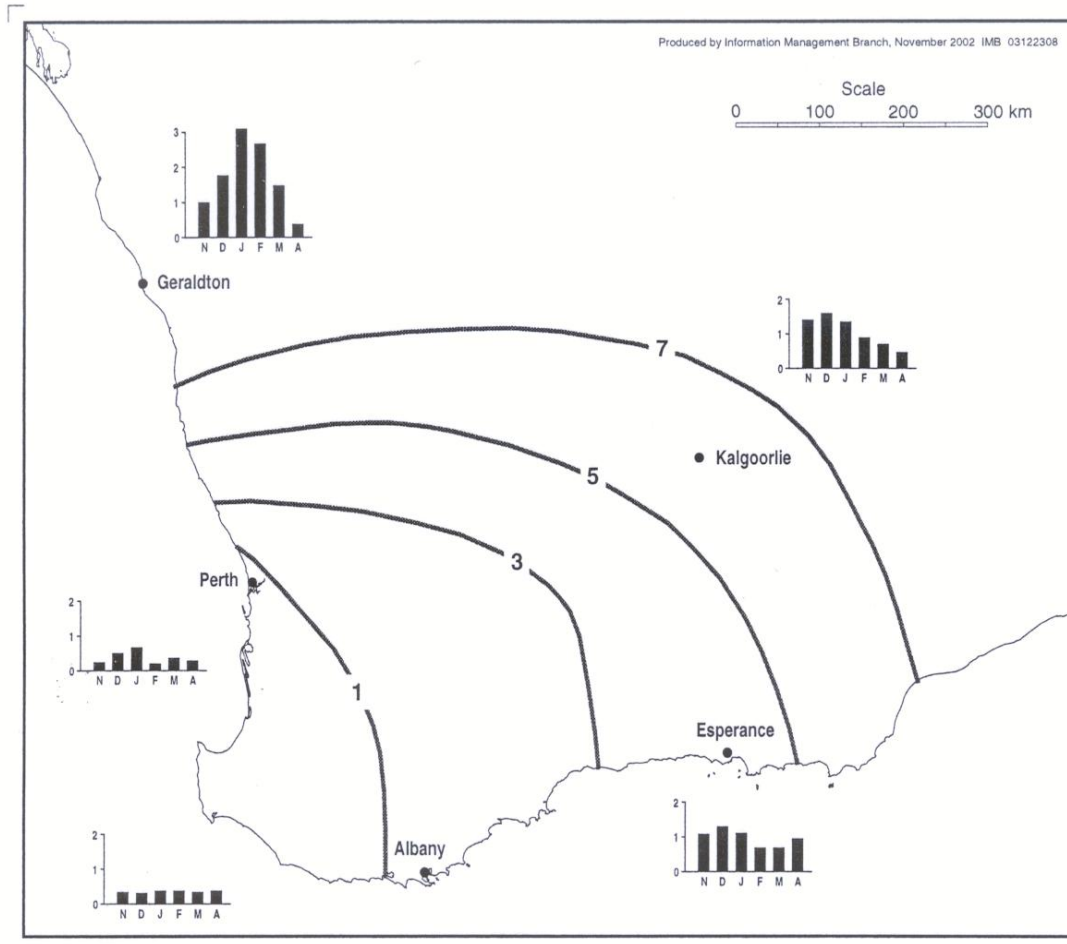 Produced by Information Management Branch, November 2002 IMB 03122308
Scale
0 100 200 300 km
3
2
1
0
N D J F M A
Geraldton
2
1
0
N D J F M A
7
Kalgoorlie
5
3
Perth
2
1
0
N D J F M A
1
Esperance
2
1
0
N D J F M A
Albany
2
1
0
N D J F M A